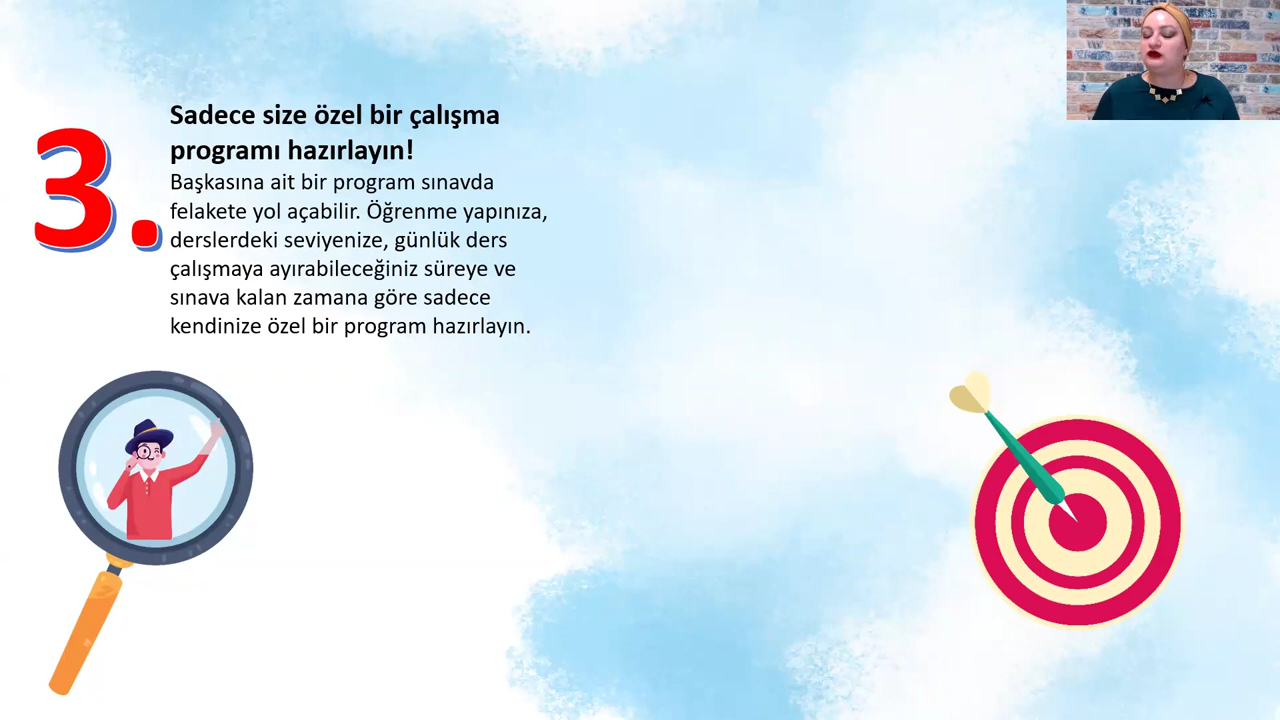 3.
Sadece size özel bir çalışma
programı hazırlayın!
Başkasına ait bir program sınavda
felakete yol açabilir. Öğrenme yapınıza,
derslerdeki seviyenize, günlük ders
çalışmaya ayırabileceğiniz süreye ve
sınava kalan zamana göre sadece
kendinize özel bir program hazırlayın.